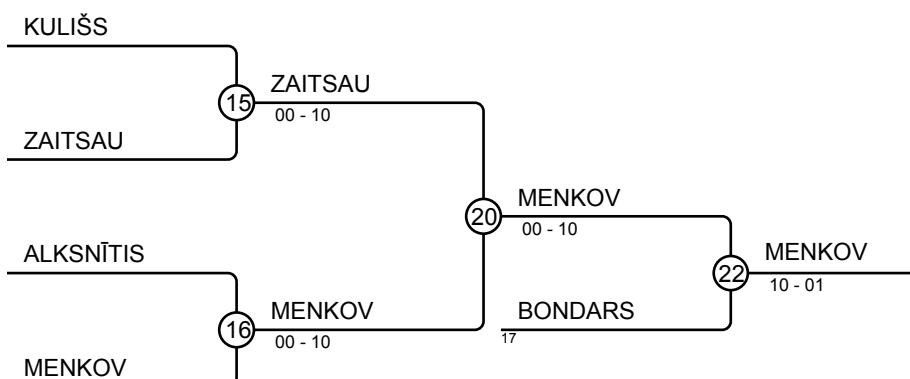 KULIŠS
ZAITSAU
15
00 - 10
ZAITSAU
MENKOV
20
00 - 10
ALKSNĪTIS
MENKOV
22
10 - 01
MENKOV
16
00 - 10
BONDARS
17
MENKOV